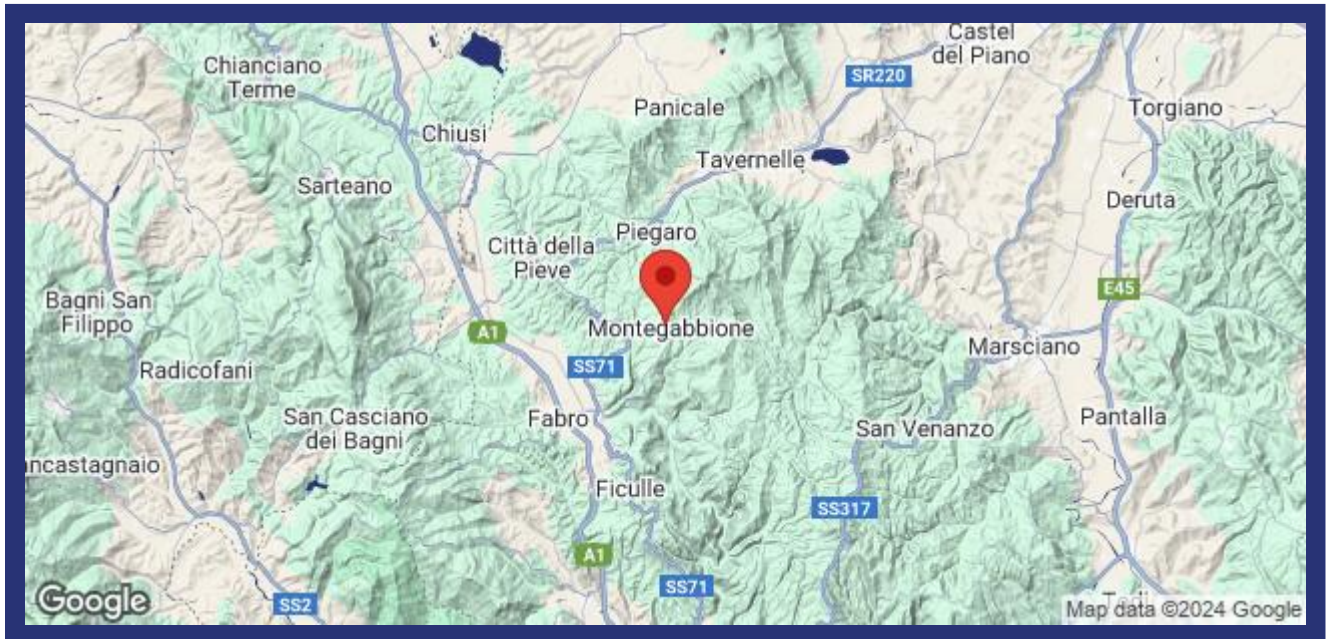 Castel
del Piano
Chianciano
Terme
SR220
Panicale
Torgiano
Chiusi
Tavernelle
Sarteano
Deruta
Piegaro
Città della
Pieve
E45
Bagni San
Filippo
Montegabbione
A1
Marsciano
SS71
Radicofani
San Casciano
dei Bagni
Fabro
Pantalla
San Venanzo
ncastagnaio
Ficulle
SS317
A1
SS71
Google
SS2
Map data ©2024 Google